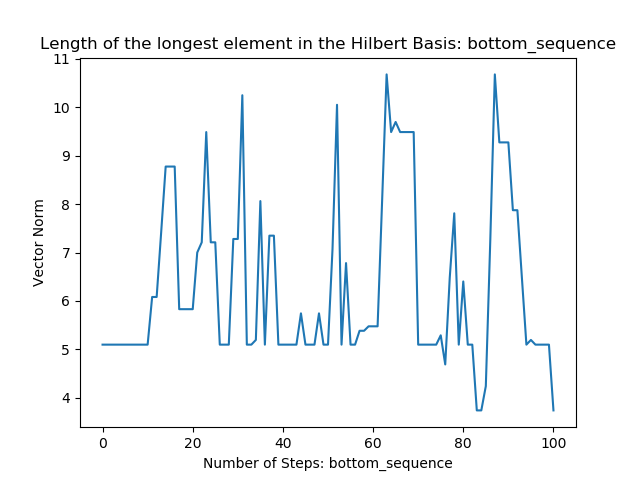 Length of the longest element in the Hilbert Basis: bottom_sequence
11
10
9
8
7
6
5
4
Vector Norm
0 20 40 60 80 100
Number of Steps: bottom_sequence